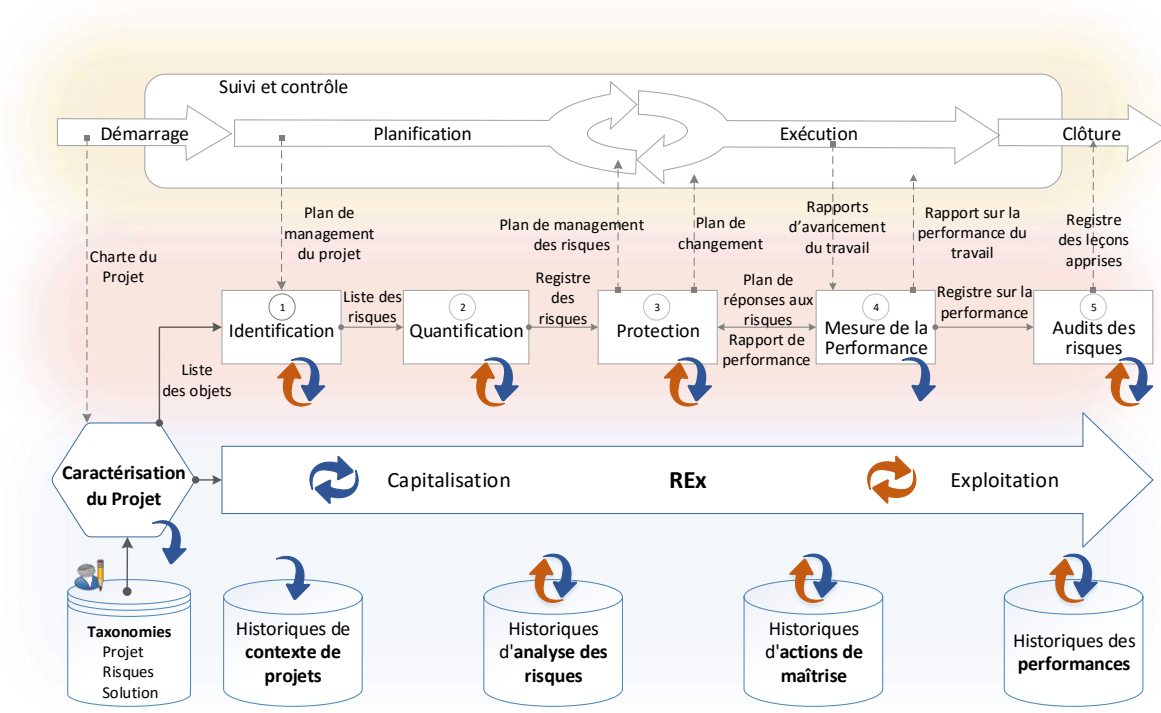 Suivi et contrôle
Démarrage
Planification
Exécution
Clôture
Charte du
Projet
Plan de
management
du projet
Plan de management
des risques
Plan de
changement
Rapports
d'avancement
du travail
Rapport sur la
performance du
travail
Registre
des leçons
apprises
1
Identification
Liste des
risques
2
Quantification
Registre
des
risques
3
Protection
Plan de
réponses aux
risques
Rapport de
performance
4
Mesure de la
Performance
Registre sur la
performance
5
Audits des
risques
Liste
des objets
Caractérisation
du Projet
Capitalisation
REx
Exploitation
Taxonomies
Projet
Risques
Solution
Historiques de
contexte de
projets
Historiques
d'analyse des
risques
Historiques
d'actions de
maîtrise
Historiques des
performances